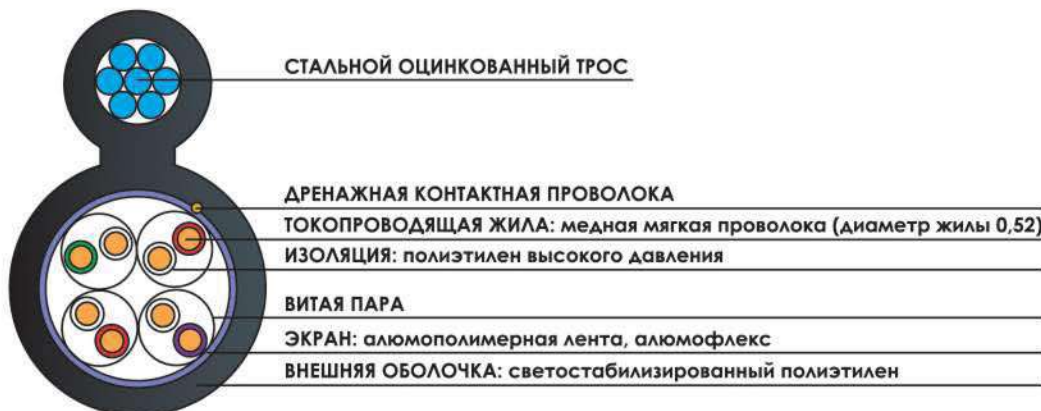 СТАЛЬНОЙ ОЦИНКОВАННЫЙ ТРОС
ДРЕНАЖНАЯ КОНТАКТНАЯ ПРОВОЛОКА
ТОКОПРОВОДЯЩАЯ ЖИЛА: медная мягкая проволока (диаметр жилы 0,52)
ИЗОЛЯЦИЯ: полиэтилен высокого давления
ВИТАЯ ПАРА
ЭКРАН: алюмополимерная лента, алюмофлекс
ВНЕШНЯЯ ОБОЛОЧКА: светостабилизированный полиэтилен